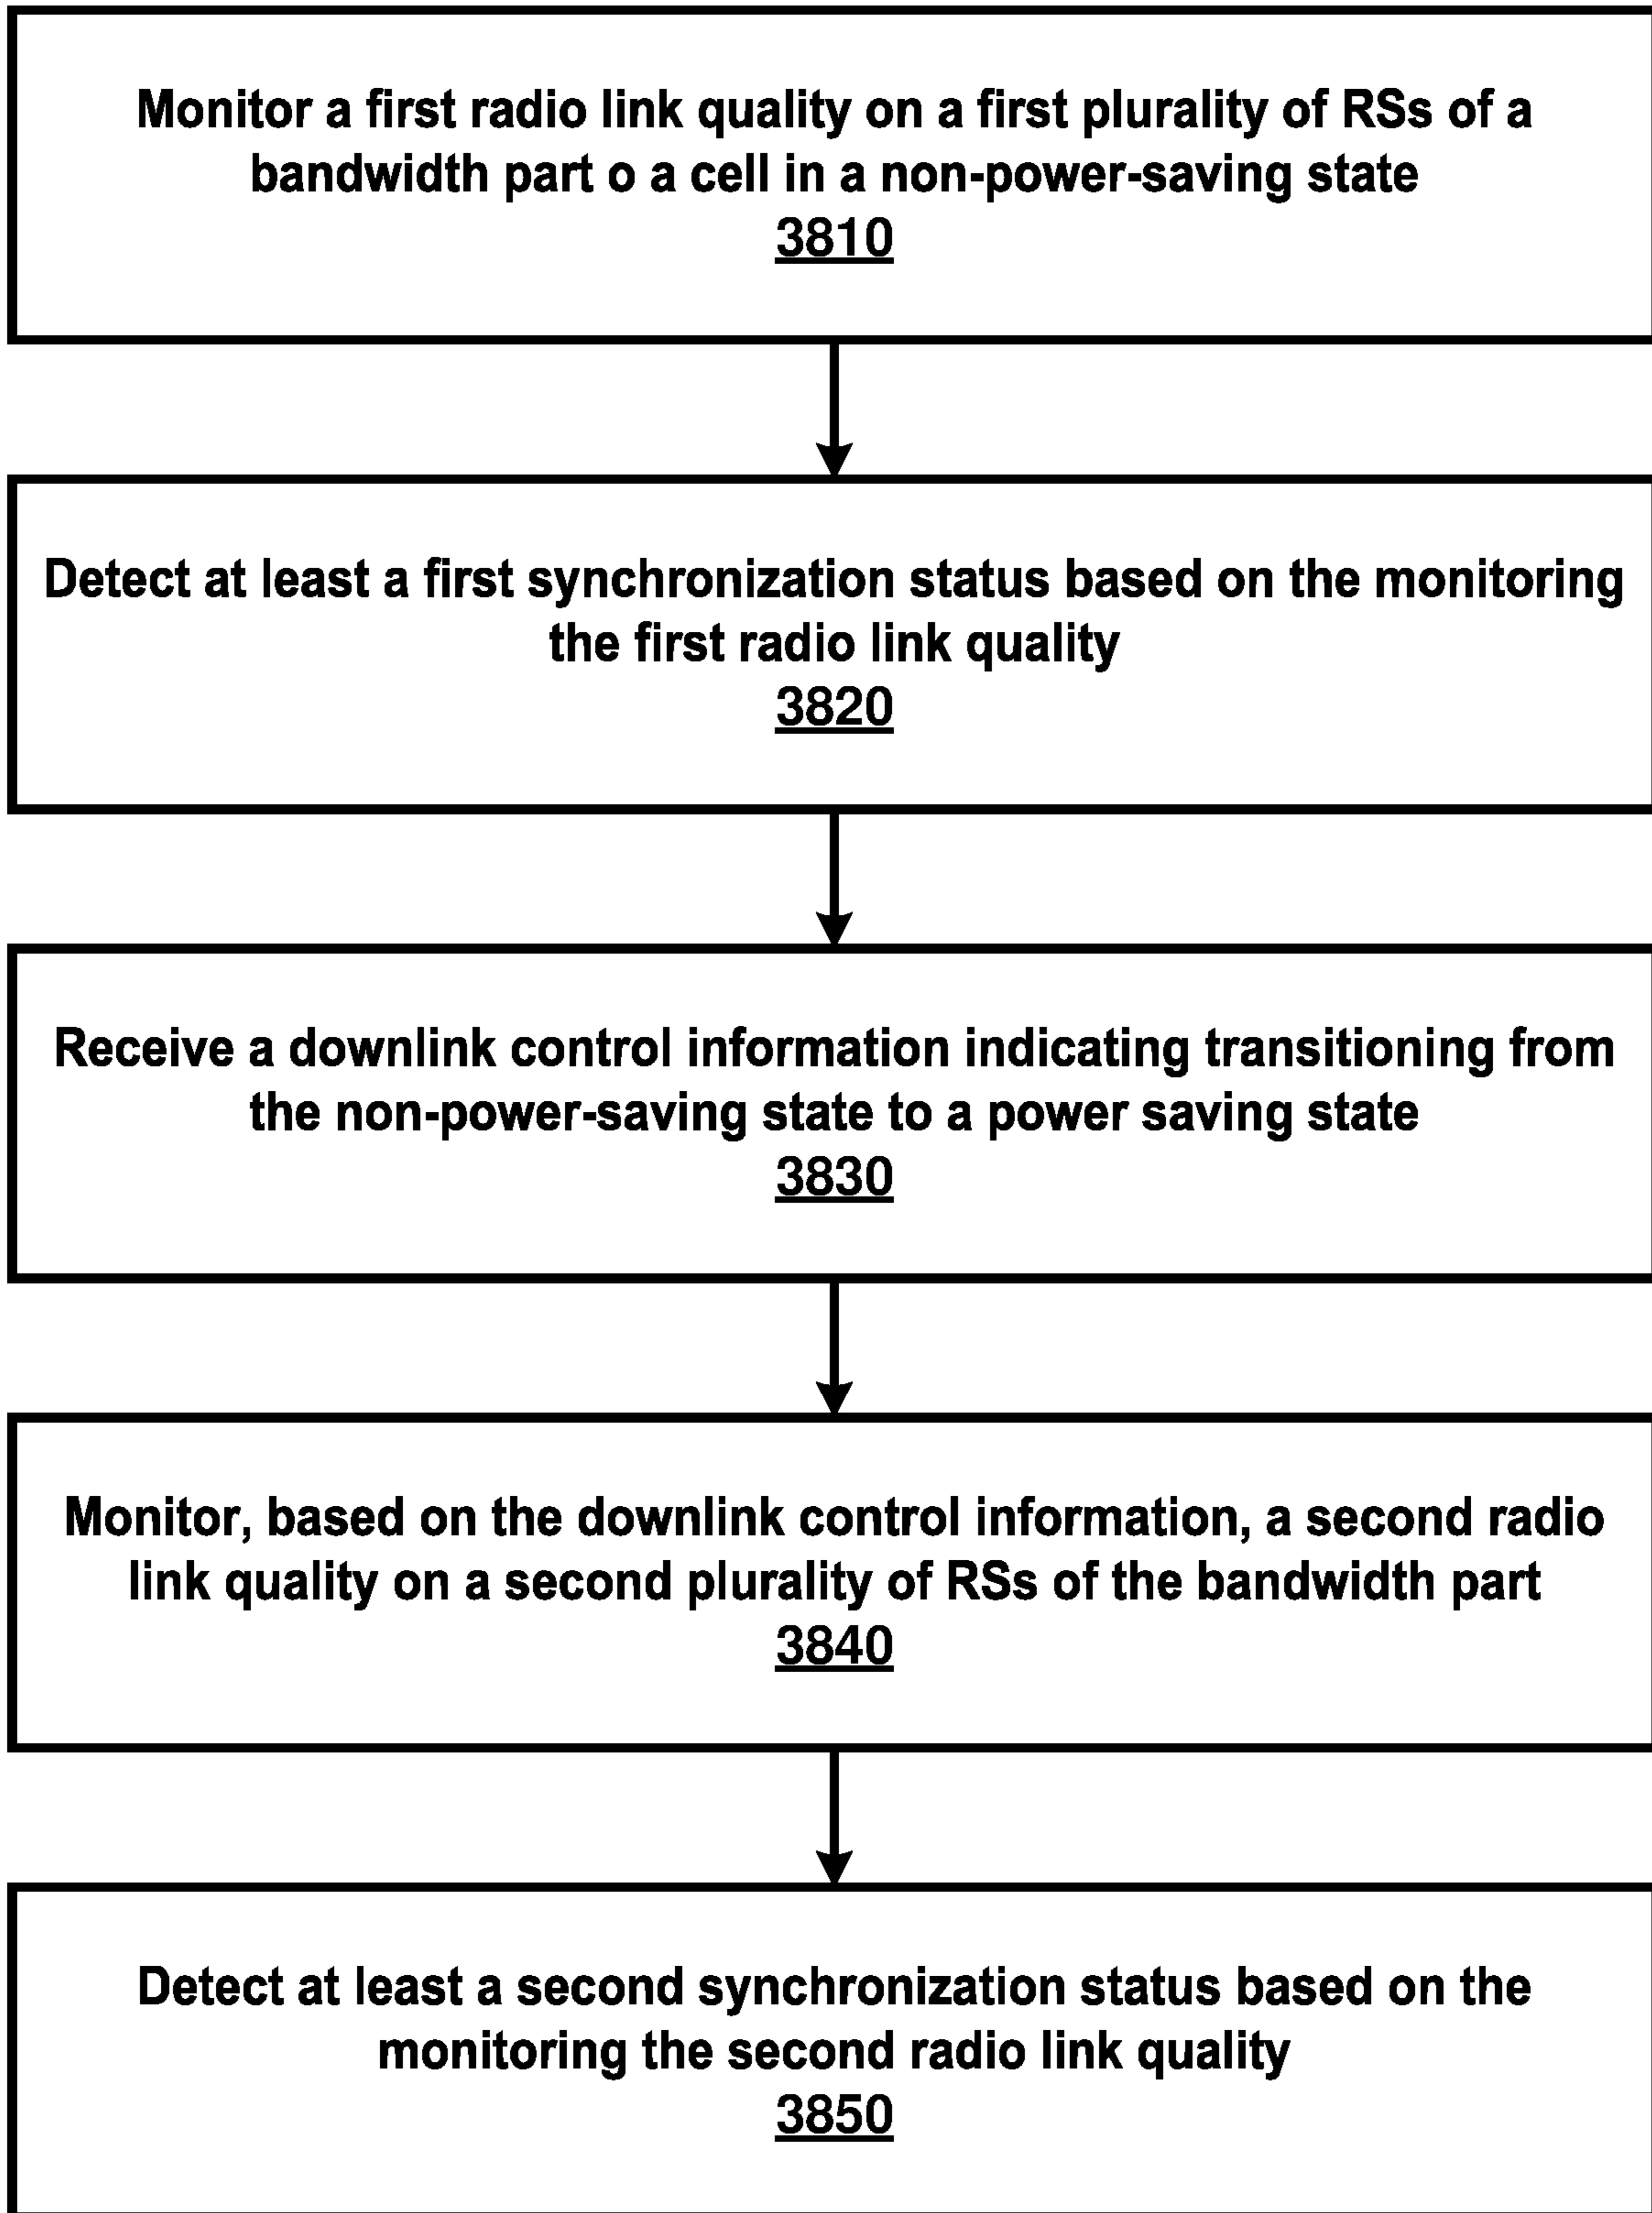 Monitor a first radio link quality on a first plurality of RSs of a
bandwidth part o a cell in a non-power-saving state
3810
Detect at least a first synchronization status based on the monitoring
the first radio link quality
3820
Receive a downlink control information indicating transitioning from
the non-power-saving state to a power saving state
3830
Monitor, based on the downlink control information, a second radio
link quality on a second plurality of RSs of the bandwidth part
3840
Detect at least a second synchronization status based on the
monitoring the second radio link quality
3850